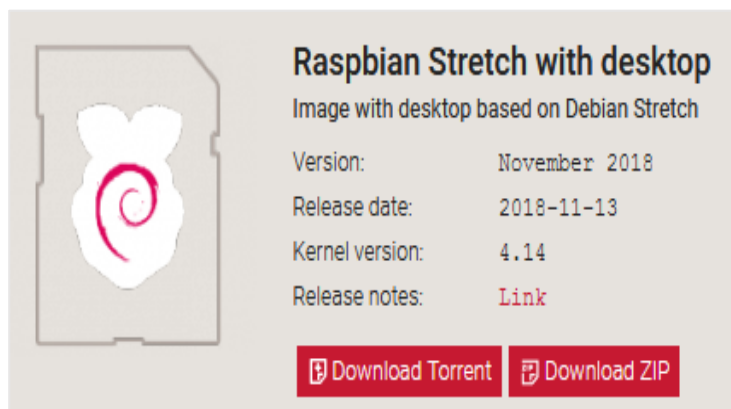 Raspbian Stretch with desktop
Image with desktop based on Debian Stretch
Version: November 2018
Release date: 2018-11-13
Kernel version: 4.14
Release notes: Link
Download Torrent Download ZIP